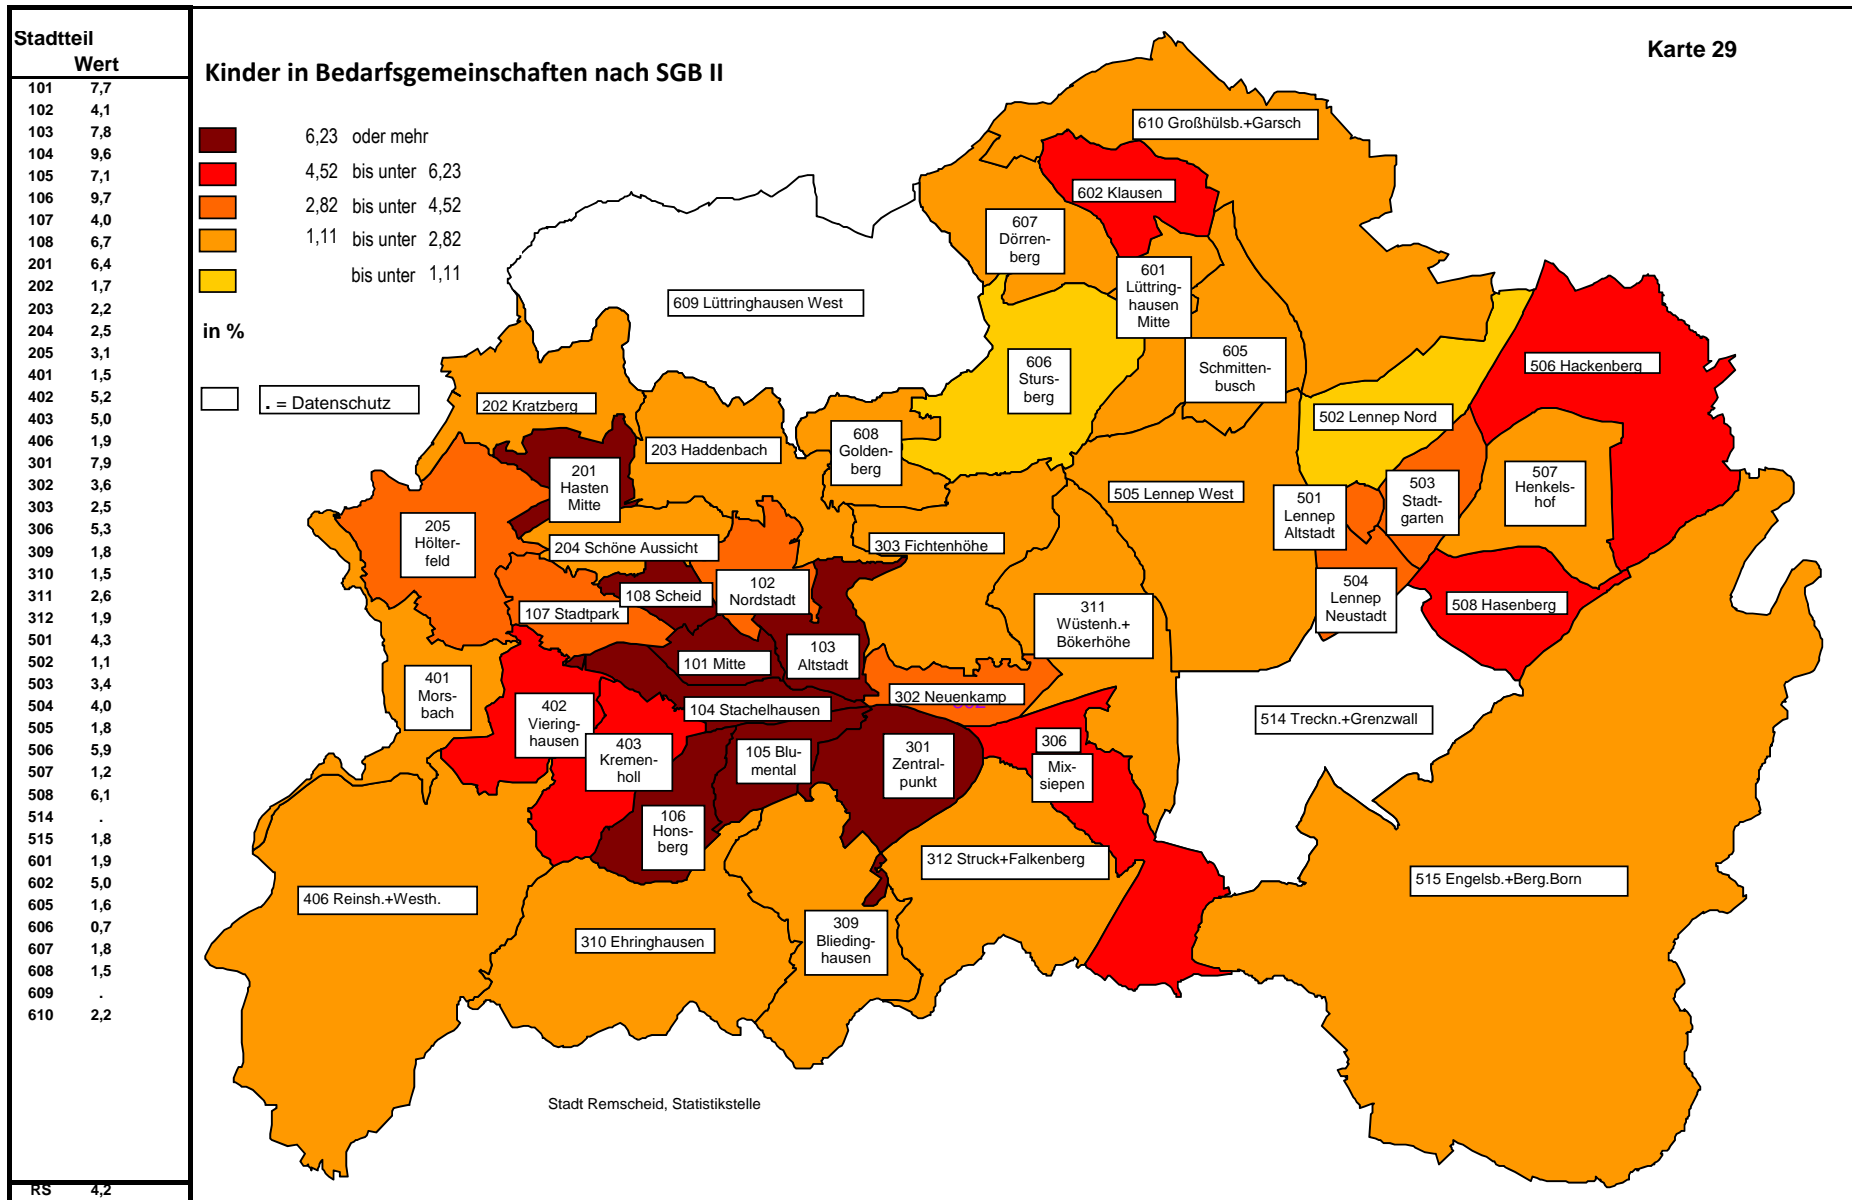 Stadtteil
Wert
101 7,7
102 4,1
103 7,8
104 9,6
105 7,1
106 9,7
107 4,0
108 6,7
201 6,4
202 1,7
203 2,2
204 2,5
205 3,1
401 1,5
402 5,2
403 5,0
406 1,9
301 7,9
302 3,6
303 2,5
306 5,3
309 1,8
310 1,5
311 2,6
312 1,9
501 4,3
502 1,1
503 3,4
504 4,0
505 1,8
506 5,9
507 1,2
508 6,1
514 .
515 1,8
601 1,9
602 5,0
605 1,6
606 0,7
607 1,8
608 1,5
609 .
610 2,2
RS 4,2
Kinder in Bedarfsgemeinschaften nach SGB II
Karte 29
6,23 oder mehr
4,52 bis unter 6,23
2,82 bis unter 4,52
1,11 bis unter 2,82
bis unter 1,11
in %
. = Datenschutz
610 Großhülsb.+Garsch
602 Klausen
607
Dörren-
berg
601
Lüttring-
hausen
Mitte
609 Lüttringhausen West
606
Sturs-
berg
605
Schmitten-
busch
506 Hackenberg
202 Kratzberg
502 Lennep Nord
203 Haddenbach
608
Golden-
berg
201
Hasten
Mitte
505 Lennep West
501
Lennep
Altstadt
503
Stadt-
garten
507
Henkels-
hof
205
Hölter-
feld
204 Schöne Aussicht
303 Fichtenhöhe
102
Nordstadt
108 Scheid
107 Stadtpark
504
Lennep
Neustadt
508 Hasenberg
311
Wüstenh.+
Bökerhöhe
103
Altstadt
101 Mitte
401
Mors-
bach
302 Neuenkamp
402
Viering-
hausen
104 Stachelhausen
514 Treckn.+Grenzwall
403
Kremen-
holl
105 Blu-
mental
301
Zentral-
punkt
306
Mix-
siepen
106
Hons-
berg
312 Struck+Falkenberg
515 Engelsb.+Berg.Born
406 Reinsh.+Westh.
310 Ehringhausen
309
Blieding-
hausen
Stadt Remscheid, Statistikstelle